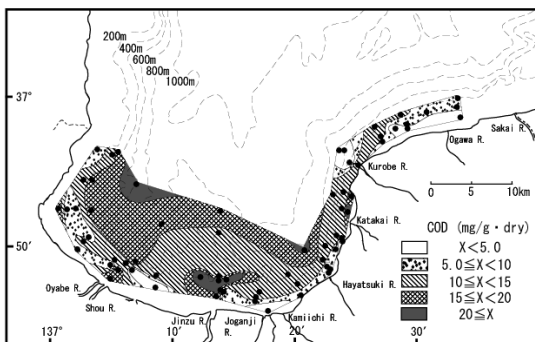 200m
400m
600m
800m
1000m
37°
Sakai R.
Ogawa R.
Kurobe R.
0 5 10km
Katakai R.
COD (mg/g・dry)
X<5.0
5.0≦X<10
10≦X<15
15≦X<20
20≦X
50′
Hayatsuki R.
Oyabe R.
Shou R.
Jinzu R.
Joganji R.
Kamiichi R.
137° 10′ 20′ 30′